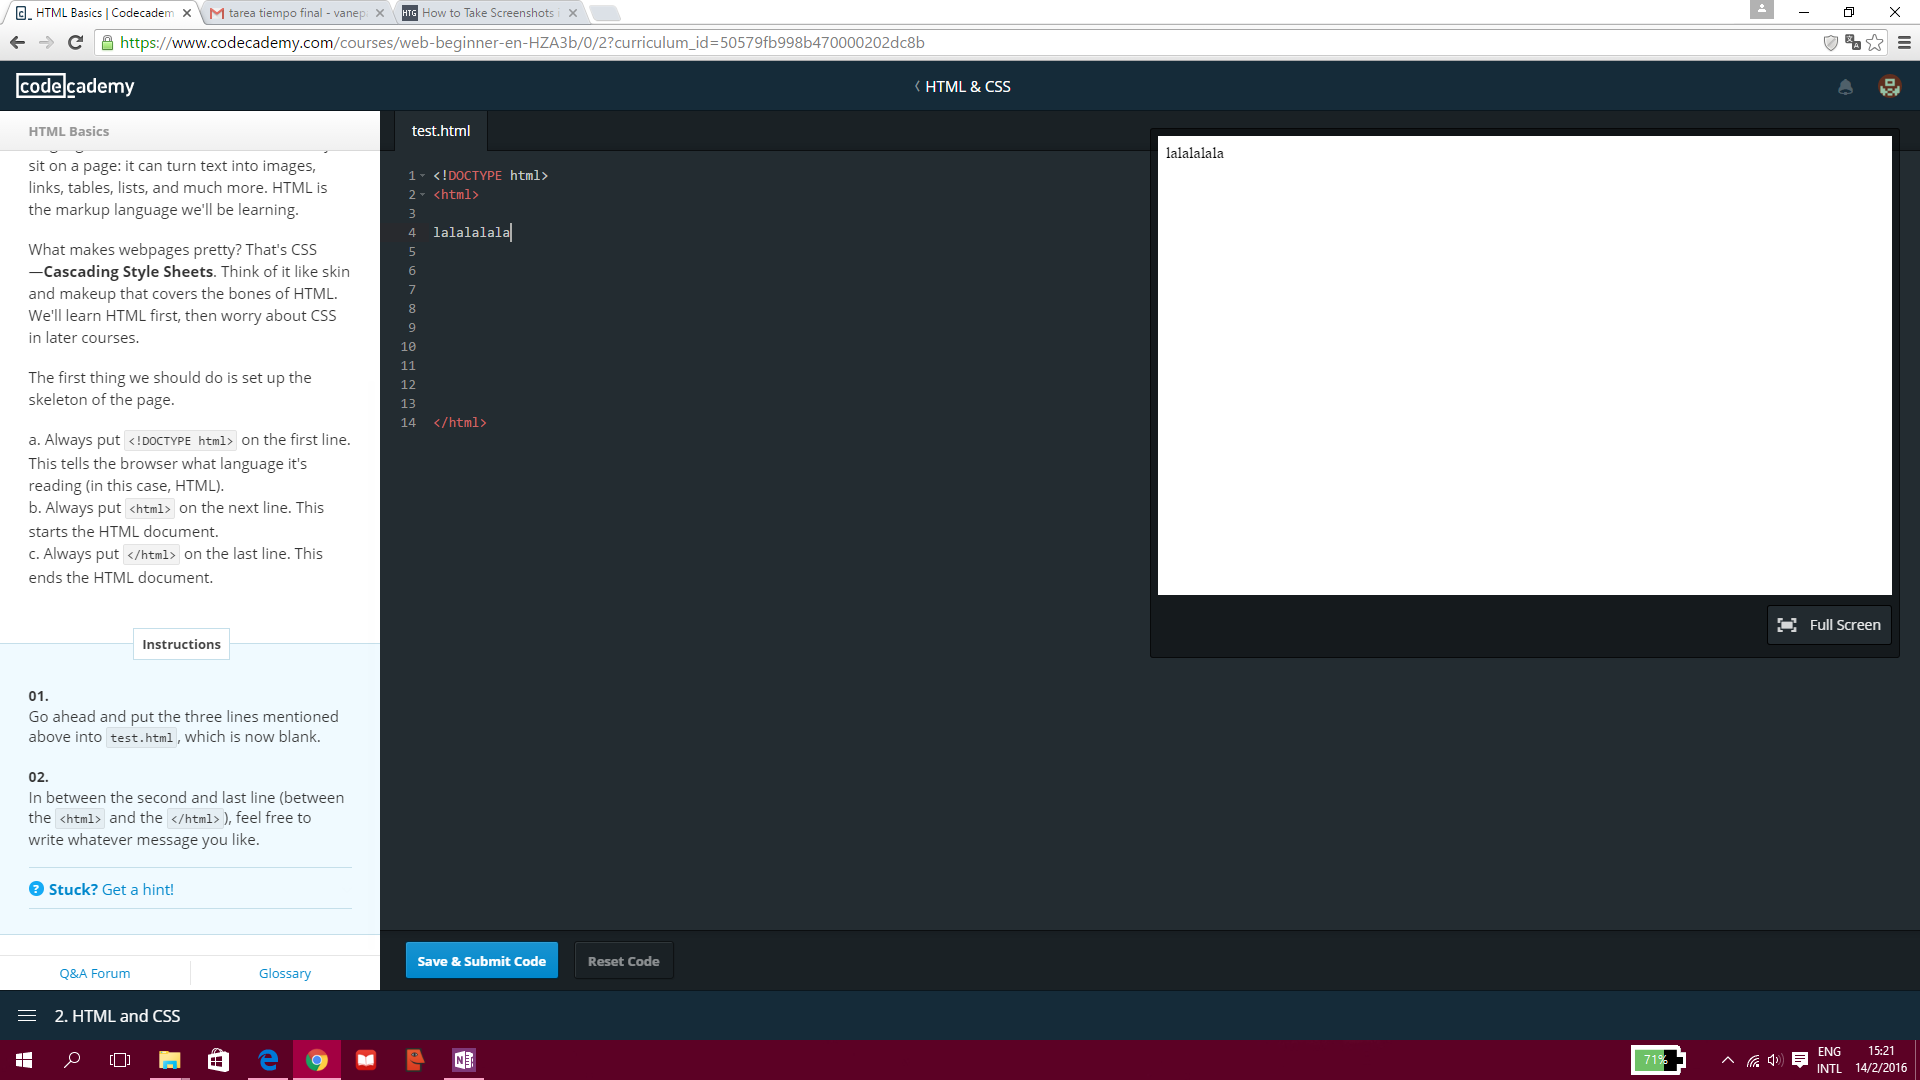 HTML Basics | Codecadem
tarea tiempo final - vanep
HTG How to Take Screenshots
https://www.codecademy.com/courses/web-beginner-en-HZA3b/0/2?curriculum_id=50579fb998b470000202dc8b
codecademy
HTML & CSS
HTML Basics
sit on a page: it can turn text into images,
links, tables, lists, and much more. HTML is
the markup language we'll be learning.
What makes webpages pretty? That's CSS
—Cascading Style Sheets. Think of it like skin
and makeup that covers the bones of HTML.
We'll learn HTML first, then worry about CSS
in later courses.
The first thing we should do is set up the
skeleton of the page.
a. Always put <!DOCTYPE html> on the first line.
This tells the browser what language it's
reading (in this case, HTML).
b. Always put <html> on the next line. This
starts the HTML document.
c. Always put </html> on the last line. This
ends the HTML document.
Instructions
01.
Go ahead and put the three lines mentioned
above into test.html, which is now blank.
02.
In between the second and last line (between
the <html> and the </html>), feel free to
write whatever message you like.
? Stuck? Get a hint!
Q&A Forum
Glossary
test.html
1 <!DOCTYPE html>
2 <html>
3
4 lalalalala
5
6
7
8
9
10
11
12
13
14 </html>
lalalalala
Full Screen
Save & Submit Code
Reset Code
2. HTML and CSS
71%
ENG
INTL
15:21
14/2/2016